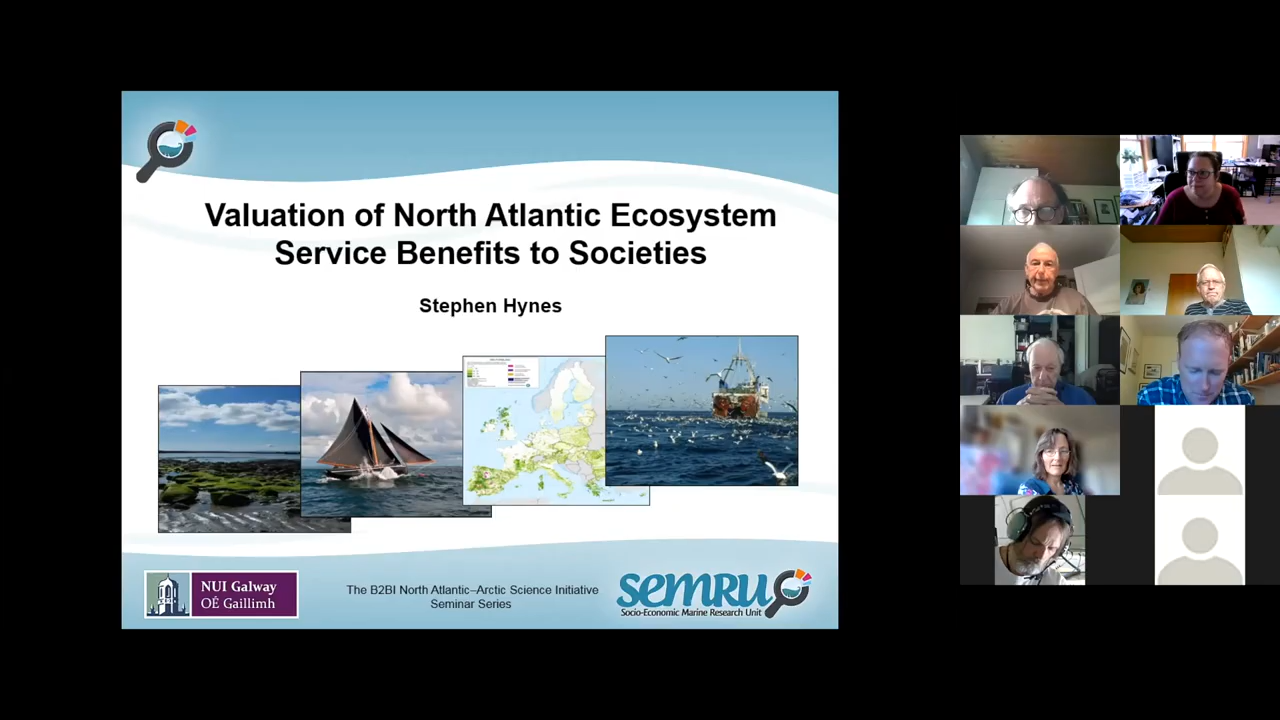 Valuation of North Atlantic Ecosystem
Service Benefits to Societies
Stephen Hynes
NUI Galway
OÉ Gaillimh
The B2BI North Atlantic–Arctic Science Initiative
Seminar Series
SEMRU
Socio-Economic Marine Research Unit